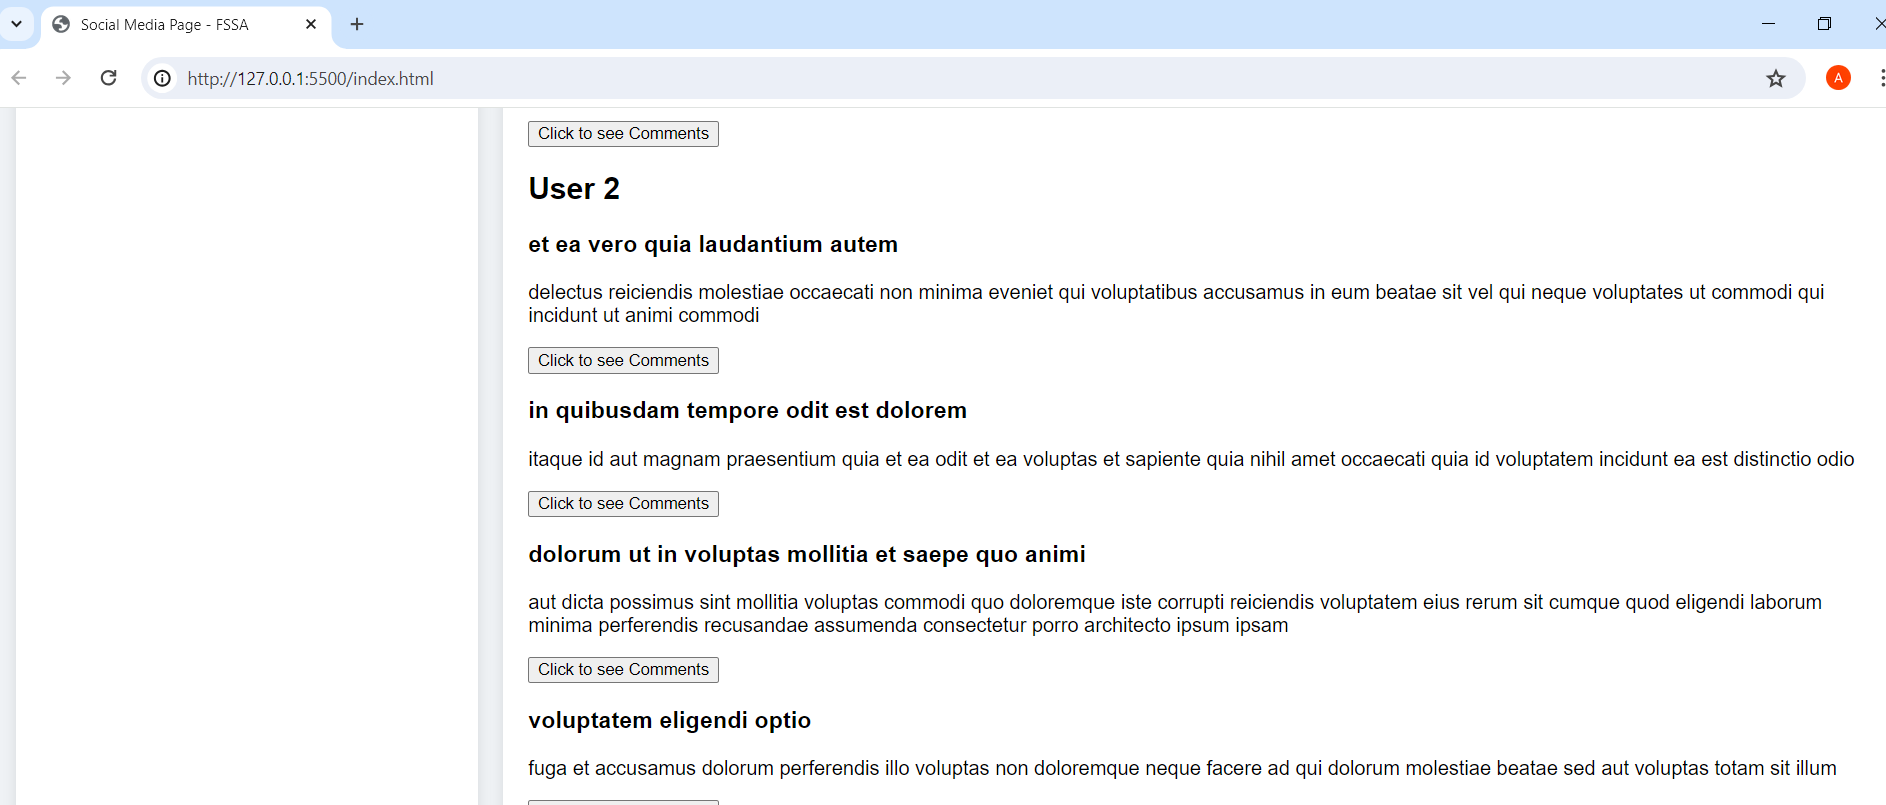 Social Media Page - FSSA
http://127.0.0.1:5500/index.html
A
Click to see Comments
User 2
et ea vero quia laudantium autem
delectus reiciendis molestiae occaecati non minima eveniet qui voluptatibus accusamus in eum beatae sit vel qui neque voluptates ut commodi qui
incidunt ut animi commodi
Click to see Comments
in quibusdam tempore odit est dolorem
itaque id aut magnam praesentium quia et ea odit et ea voluptas et sapiente quia nihil amet occaecati quia id voluptatem incidunt ea est distinctio odio
Click to see Comments
dolorum ut in voluptas mollitia et saepe quo animi
aut dicta possimus sint mollitia voluptas commodi quo doloremque iste corrupti reiciendis voluptatem eius rerum sit cumque quod eligendi laborum
minima perferendis recusandae assumenda consectetur porro architecto ipsum ipsam
Click to see Comments
voluptatem eligendi optio
fuga et accusamus dolorum perferendis illo voluptas non doloremque neque facere ad qui dolorum molestiae beatae sed aut voluptas totam sit illum